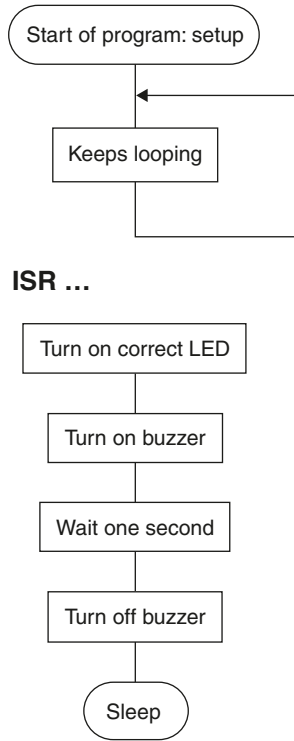 Start of program: setup
Keeps looping
ISR ...
Turn on correct LED
Turn on buzzer
Wait one second
Turn off buzzer
Sleep